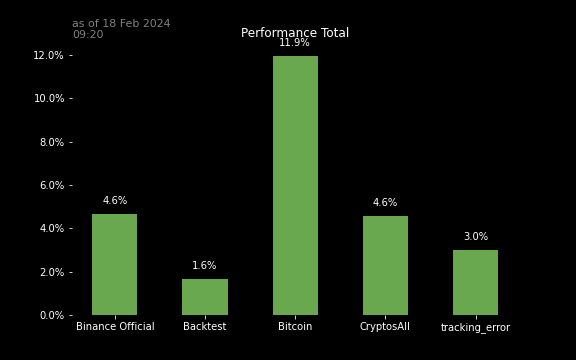 as of 18 Feb 2024
09:20
Performance Total
12.0%
10.0%
8.0%
6.0%
4.0%
2.0%
0.0%
4.6%
1.6%
11.9%
4.6%
3.0%
Binance Official
Backtest
Bitcoin
CryptosAll
tracking_error